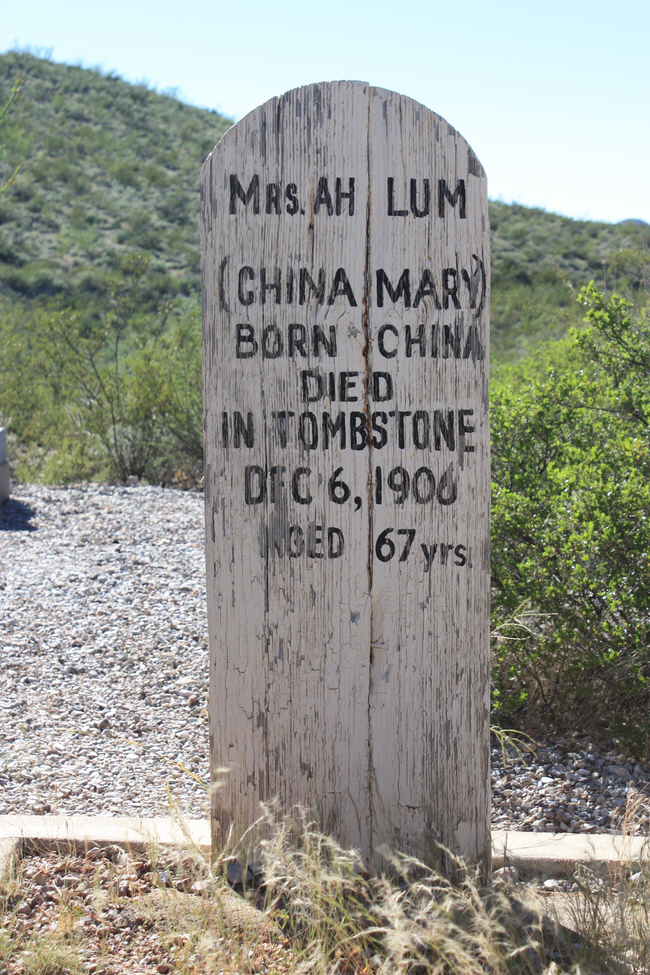 MRS. AH LUM
(CHINA MARY)
BORN CHINA
DIED
IN TOMBSTONE
DEC 6, 1906
AGED 67 yrs.